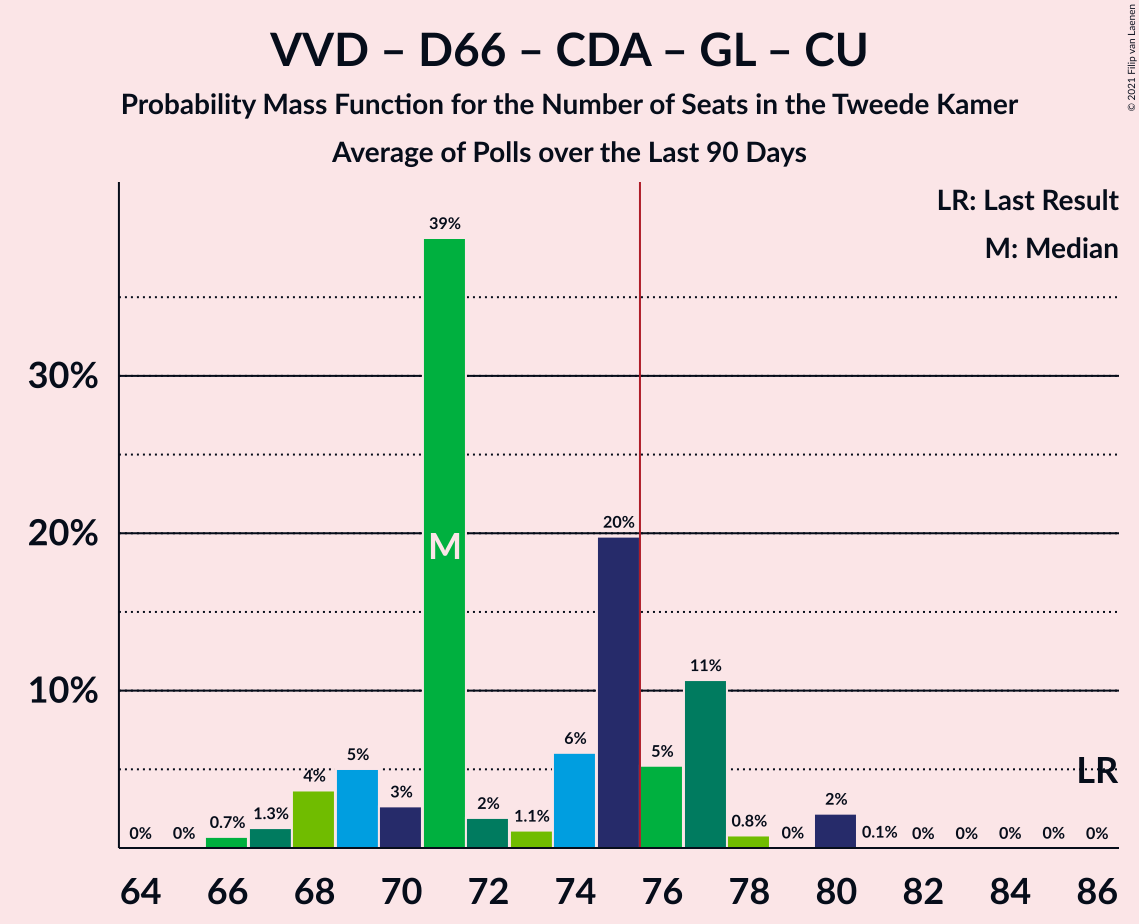 VVD – D66 – CDA – GL – CU
Probability Mass Function for the Number of Seats in the Tweede Kamer
Average of Polls over the Last 90 Days
© 2021 Filip van Laenen
LR: Last Result
M: Median
30%
20%
10%
0%
0%
0.7%
1.3%
4%
5%
3%
39%
M
2%
1.1%
6%
20%
5%
11%
0.8%
0%
2%
0.1%
0%
0%
0%
0%
0%
LR
64 66 68 70 72 74 76 78 80 82 84 86